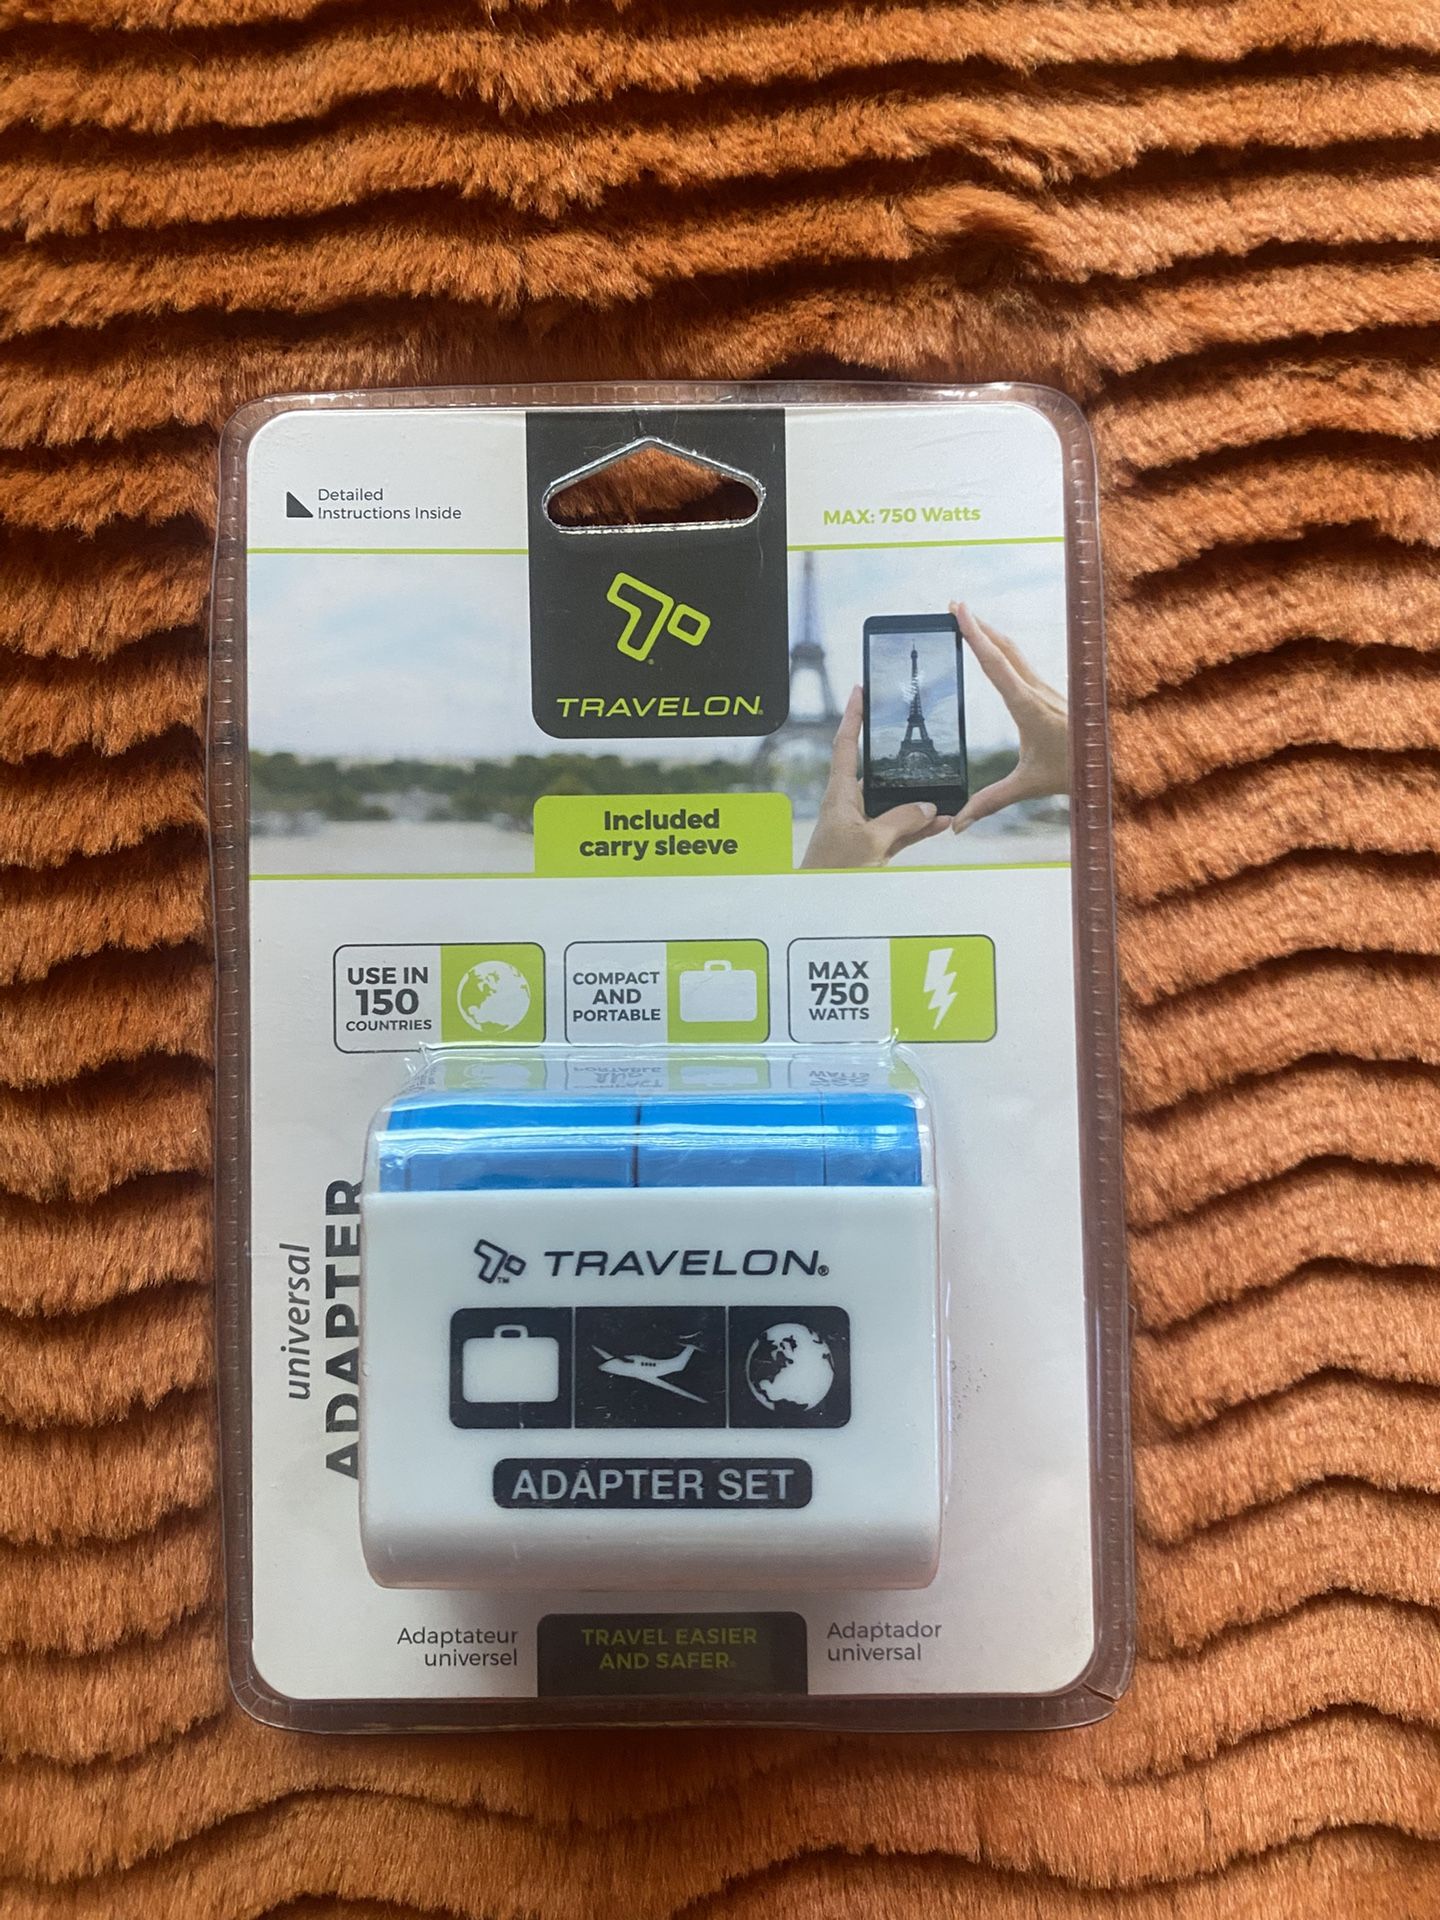 Detailed
Instructions Inside
MAX: 750 Watts
TRAVELON®
Included
carry sleeve
USE IN
150
COUNTRIES
COMPACT
AND
PORTABLE
MAX
750
WATTS
universal
ADAPTER
TM
TRAVELON®
ADAPTER SET
Adaptateur
universel
TRAVEL EASIER
AND SAFER®
Adaptador
universal